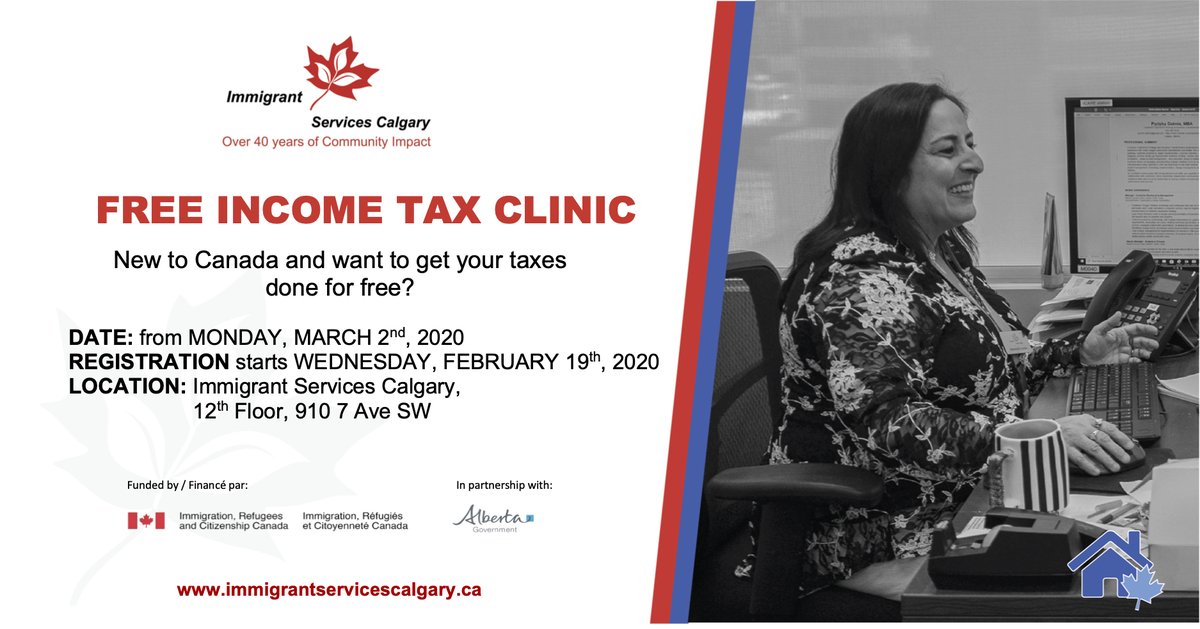 Immigrant
Services Calgary
Over 40 years of Community Impact
FREE INCOME TAX CLINIC
New to Canada and want to get your taxes
done for free?
DATE: from MONDAY, MARCH 2nd, 2020
REGISTRATION starts WEDNESDAY, FEBRUARY 19th, 2020
LOCATION: Immigrant Services Calgary,
12th Floor, 910 7 Ave SW
Funded by / Financé par:
In partnership with:
Immigration, Refugees
and Citizenship Canada
Immigration, Réfugiés
et Citoyenneté Canada
Alberta
Government
www.immigrantservicescalgary.ca